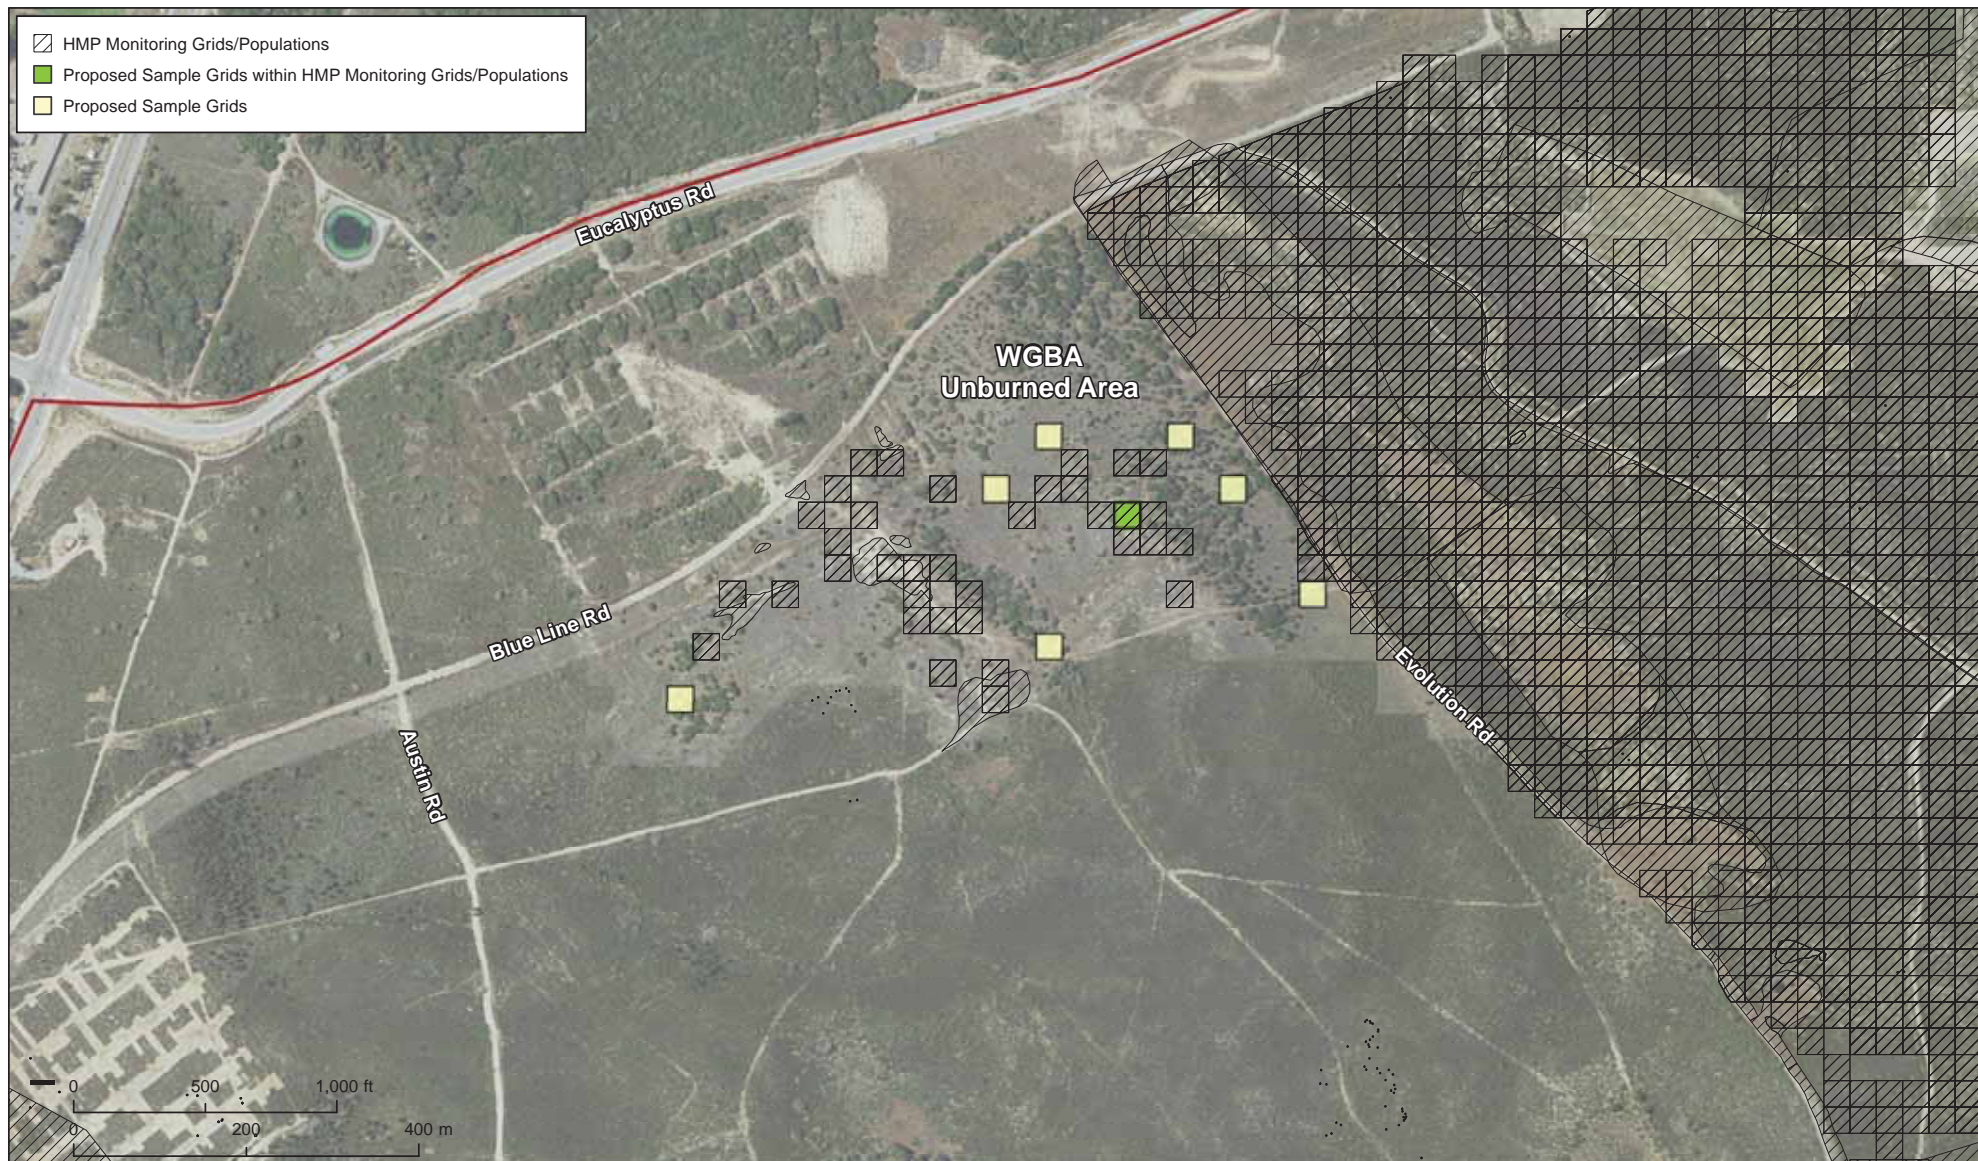 HMP Monitoring Grids/Populations
Proposed Sample Grids within HMP Monitoring Grids/Populations
Proposed Sample Grids
Eucalyptus Rd
WGBA
Unburned Area
Blue Line Rd
Evolution Rd
Austin Rd
0 500 1,000 ft
0 200 400 m